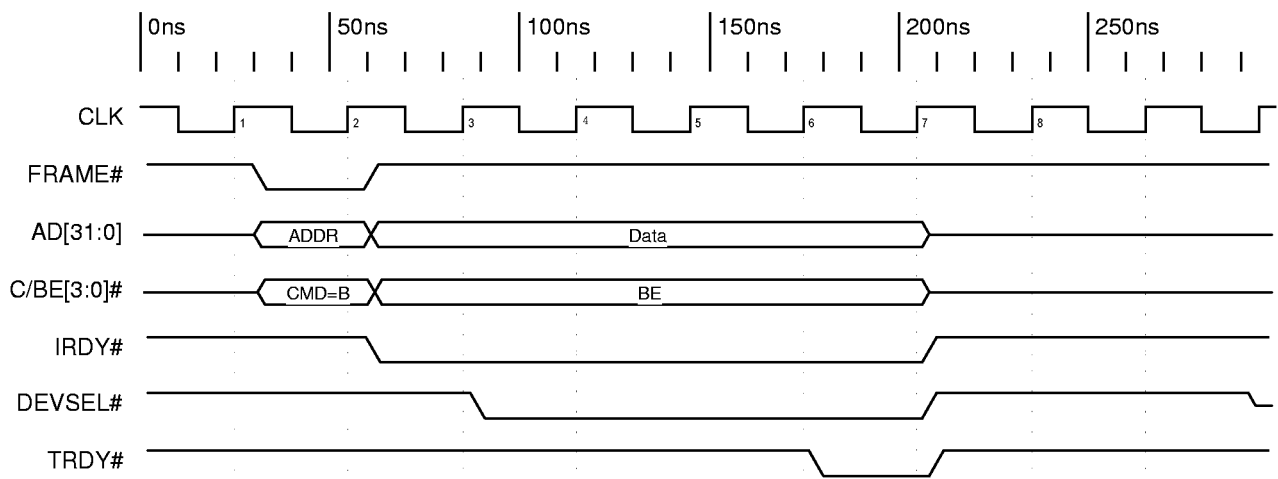 0ns 50ns 100ns 150ns 200ns 250ns
CLK 1 2 3 4 5 6 7 8
FRAME#
AD[31:0] ADDR Data
C/BE[3:0]# CMD=B BE
IRDY#
DEVSEL#
TRDY#